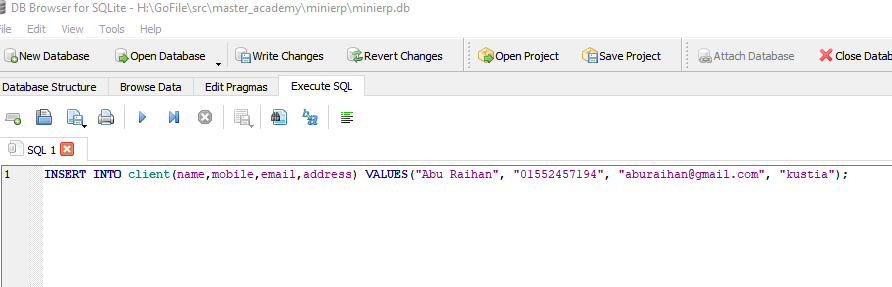 DB Browser for SQLite - H:\GoFile\src\master_academy\minierp\minierp.db
File Edit View Tools Help
New Database Open Database Write Changes Revert Changes Open Project Save Project Attach Database Close Datab
Database Structure Browse Data Edit Pragmas Execute SQL
SQL 1
1 INSERT INTO client(name,mobile,email,address) VALUES("Abu Raihan", "01552457194", "aburaihan@gmail.com", "kustia");